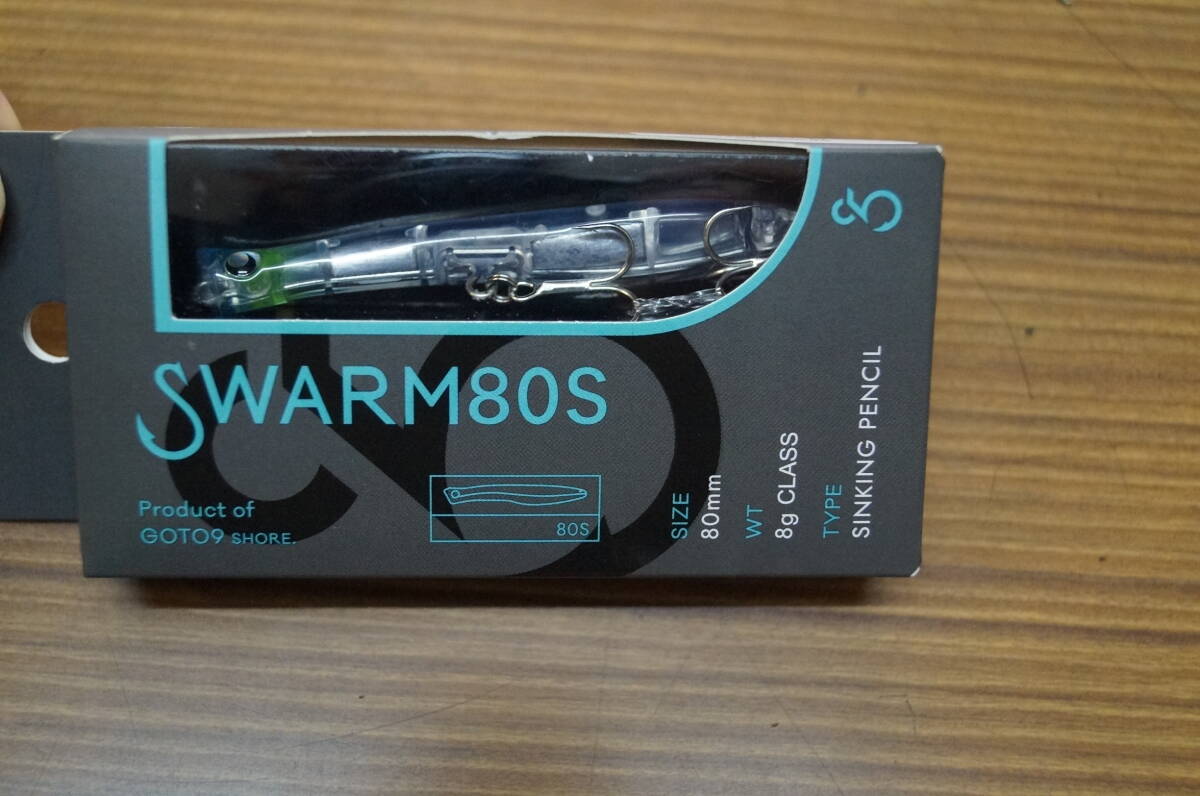 SWARM80S
Product of
GOTO9 SHORE.
80S
SIZE
80mm
WT
8g CLASS
TYPE
SINKING PENCIL